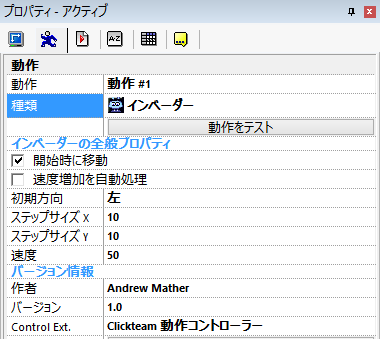 プロパティ - アクティブ
A-Z
動作
動作 動作 #1
種類 インベーダー
動作をテスト
インベーダーの全般プロパティ
開始時に移動
速度増加を自動処理
初期方向 左
ステップサイズ X 10
ステップサイズ Y 10
速度 50
バージョン情報
作者 Andrew Mather
バージョン 1.0
Control Ext. Clickteam 動作コントローラー